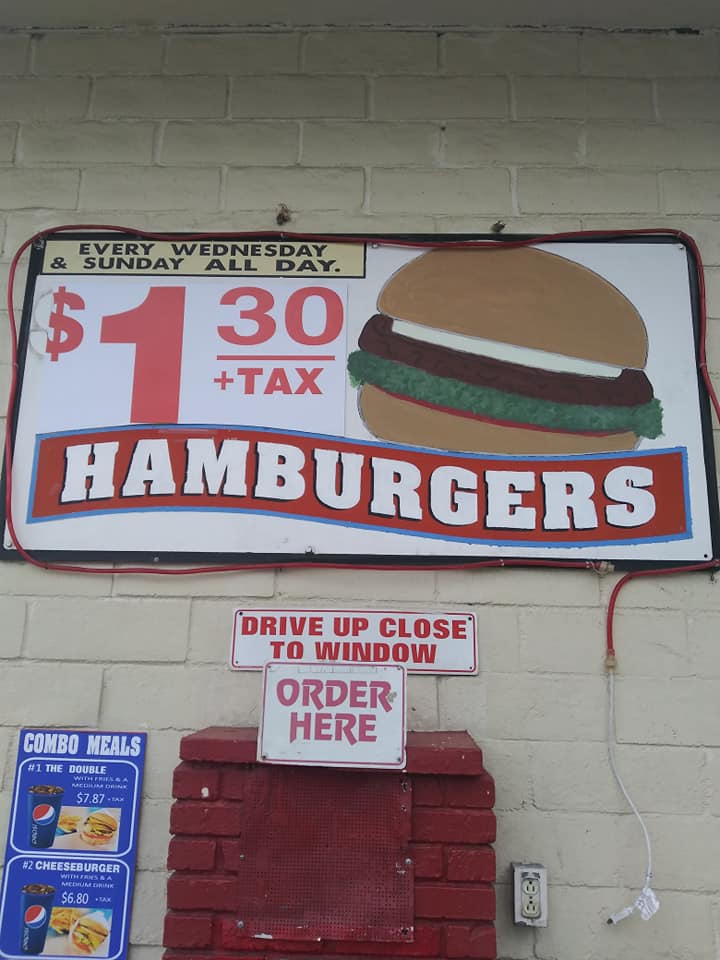 EVERY WEDNESDAY
& SUNDAY ALL DAY.
$1 30
+TAX
HAMBURGERS
DRIVE UP CLOSE
TO WINDOW
ORDER
HERE
COMBO MEALS
#1 THE DOUBLE
WITH FRIES & A
MEDIUM DRINK
$7.87 +TAX
#2 CHEESEBURGER
WITH FRIES & A
MEDIUM DRINK
$6.80 +TAX